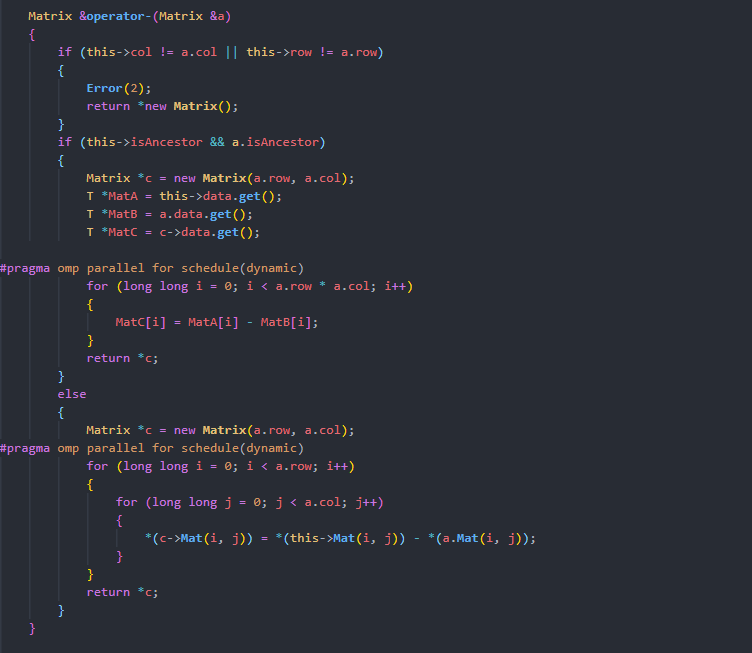 Matrix &operator-(Matrix &a)
{
if (this->col != a.col || this->row != a.row)
{
Error(2);
return *new Matrix();
}
if (this->isAncestor && a.isAncestor)
{
Matrix *c = new Matrix(a.row, a.col);
T *MatA = this->data.get();
T *MatB = a.data.get();
T *MatC = c->data.get();
#pragma omp parallel for schedule(dynamic)
for (long long i = 0; i < a.row * a.col; i++)
{
MatC[i] = MatA[i] - MatB[i];
}
return *c;
}
else
{
Matrix *c = new Matrix(a.row, a.col);
#pragma omp parallel for schedule(dynamic)
for (long long i = 0; i < a.row; i++)
{
for (long long j = 0; j < a.col; j++)
{
*(c->Mat(i, j)) = *(this->Mat(i, j)) - *(a.Mat(i, j));
}
}
return *c;
}
}